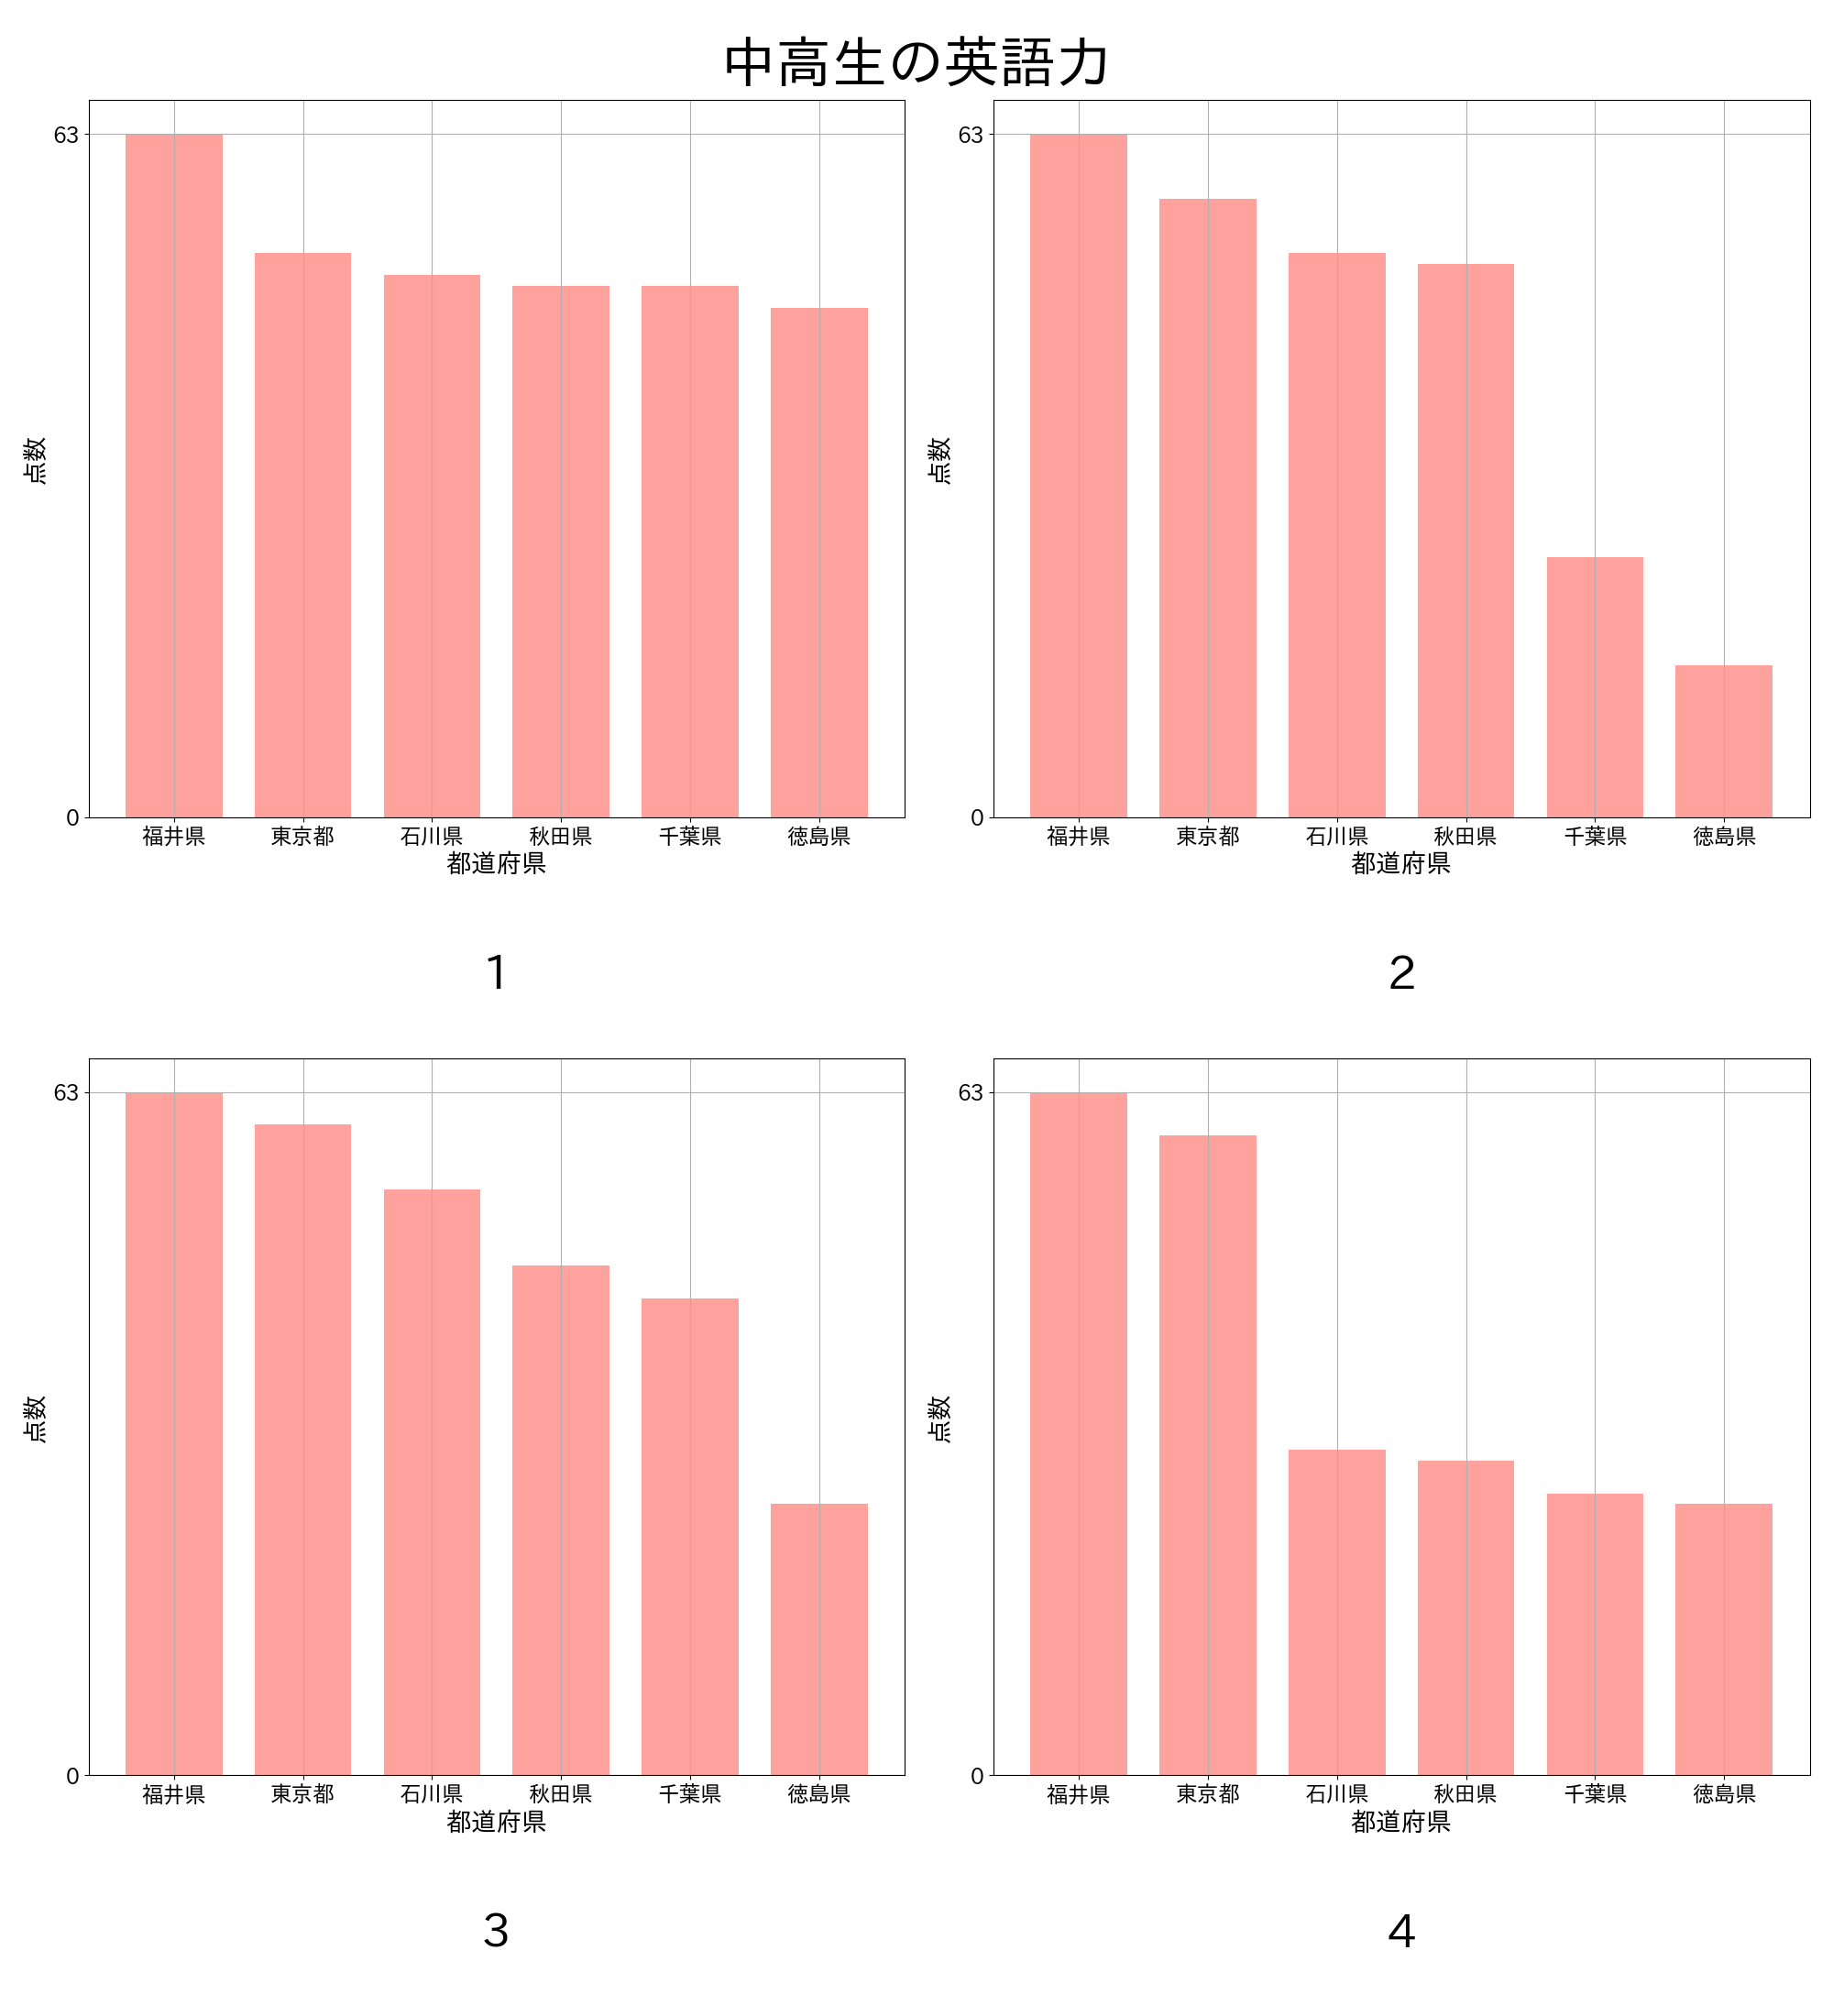 中高生の英語力
63
点数
0
福井県 東京都 石川県 秋田県 千葉県 徳島県
都道府県
1
63
点数
0
福井県 東京都 石川県 秋田県 千葉県 徳島県
都道府県
2
63
点数
0
福井県 東京都 石川県 秋田県 千葉県 徳島県
都道府県
3
63
点数
0
福井県 東京都 石川県 秋田県 千葉県 徳島県
都道府県
4